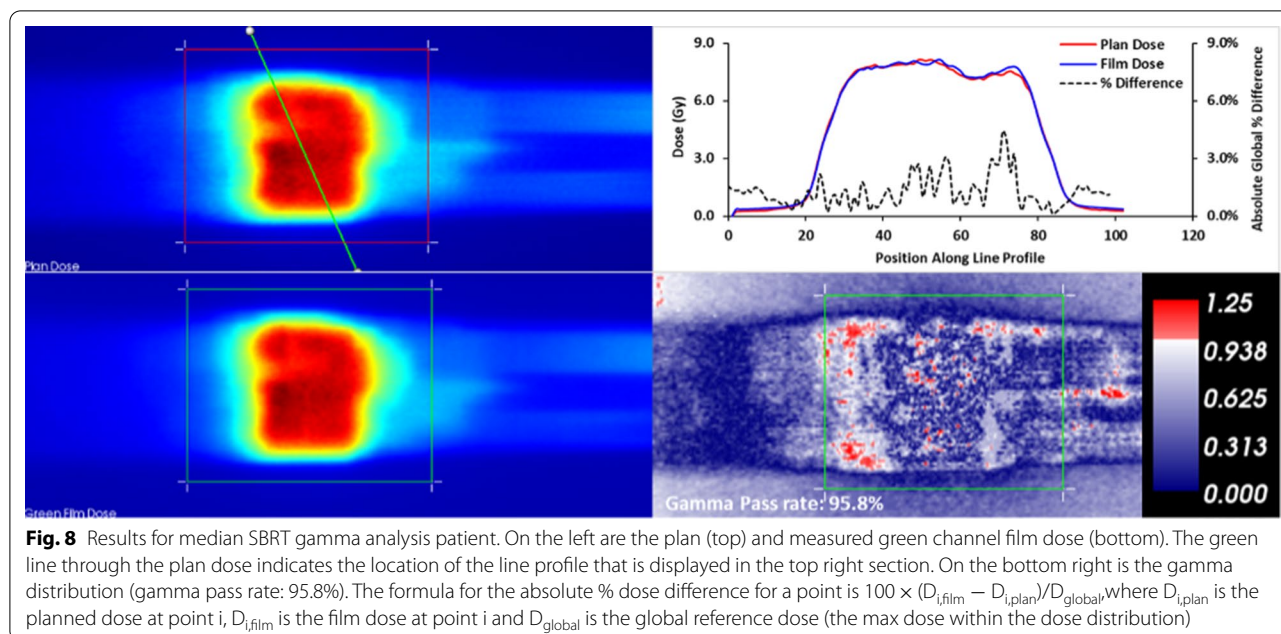 Plan Dose
9.0
6.0
3.0
0.0
Dose (Gy)
Plan Dose
Film Dose
% Difference
9.0%
6.0%
3.0%
0.0%
Absolute Global % Difference
0 20 40 60 80 100 120
Position Along Line Profile
Green Film Dose
Gamma Pass rate: 95.8%
1.25
0.938
0.625
0.313
0.000
Fig. 8 Results for median SBRT gamma analysis patient. On the left are the plan (top) and measured green channel film dose (bottom). The green
line through the plan dose indicates the location of the line profile that is displayed in the top right section. On the bottom right is the gamma
distribution (gamma pass rate: 95.8%). The formula for the absolute % dose difference for a point is 100 × (Di,film − Di,plan)/Dglobal,where Di,plan is the
planned dose at point i, Di,film is the film dose at point i and Dglobal is the global reference dose (the max dose within the dose distribution)